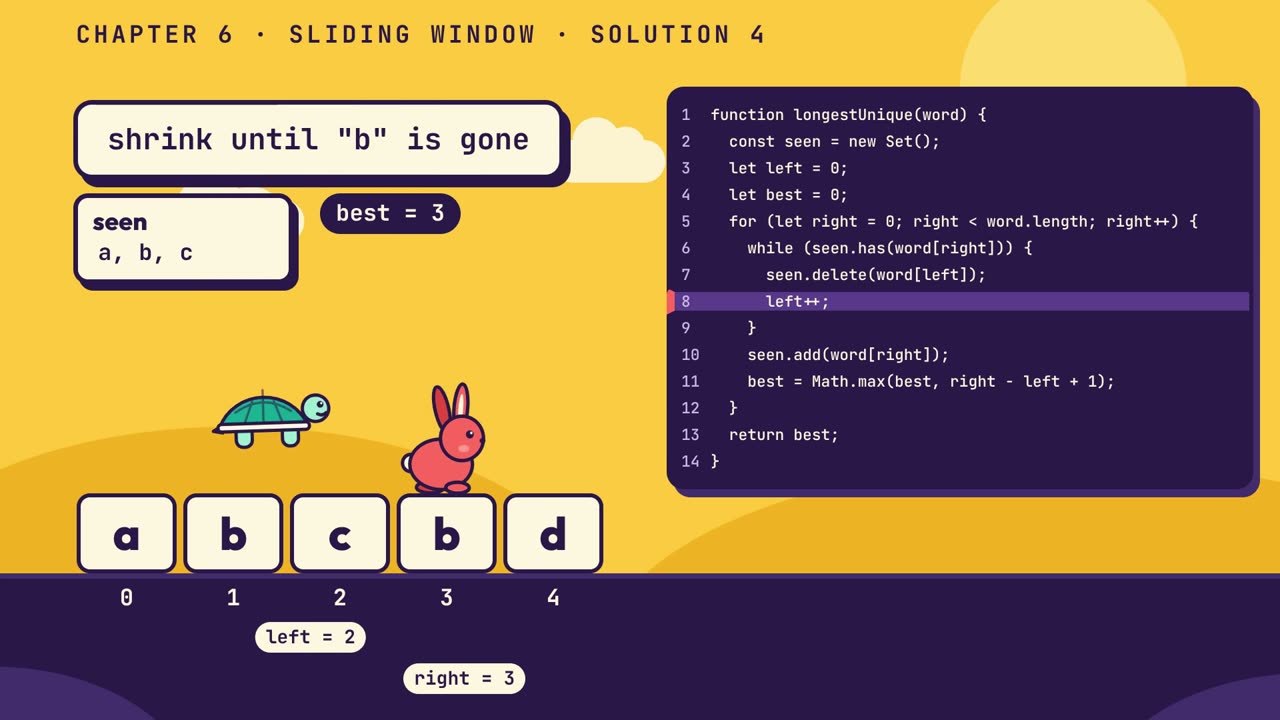 CHAPTER 6 · SLIDING WINDOW · SOLUTION 4
shrink until "b" is gone
seen
a, b, c
best = 3
1 function longestUnique(word) {
2 const seen = new Set();
3 let left = 0;
4 let best = 0;
5 for (let right = 0; right < word.length; right++) {
6 while (seen.has(word[right])) {
7 seen.delete(word[left]);
8 left++;
9 }
10 seen.add(word[right]);
11 best = Math.max(best, right - left + 1);
12 }
13 return best;
14 }
a b c b d
0 1 2 3 4
left = 2
right = 3